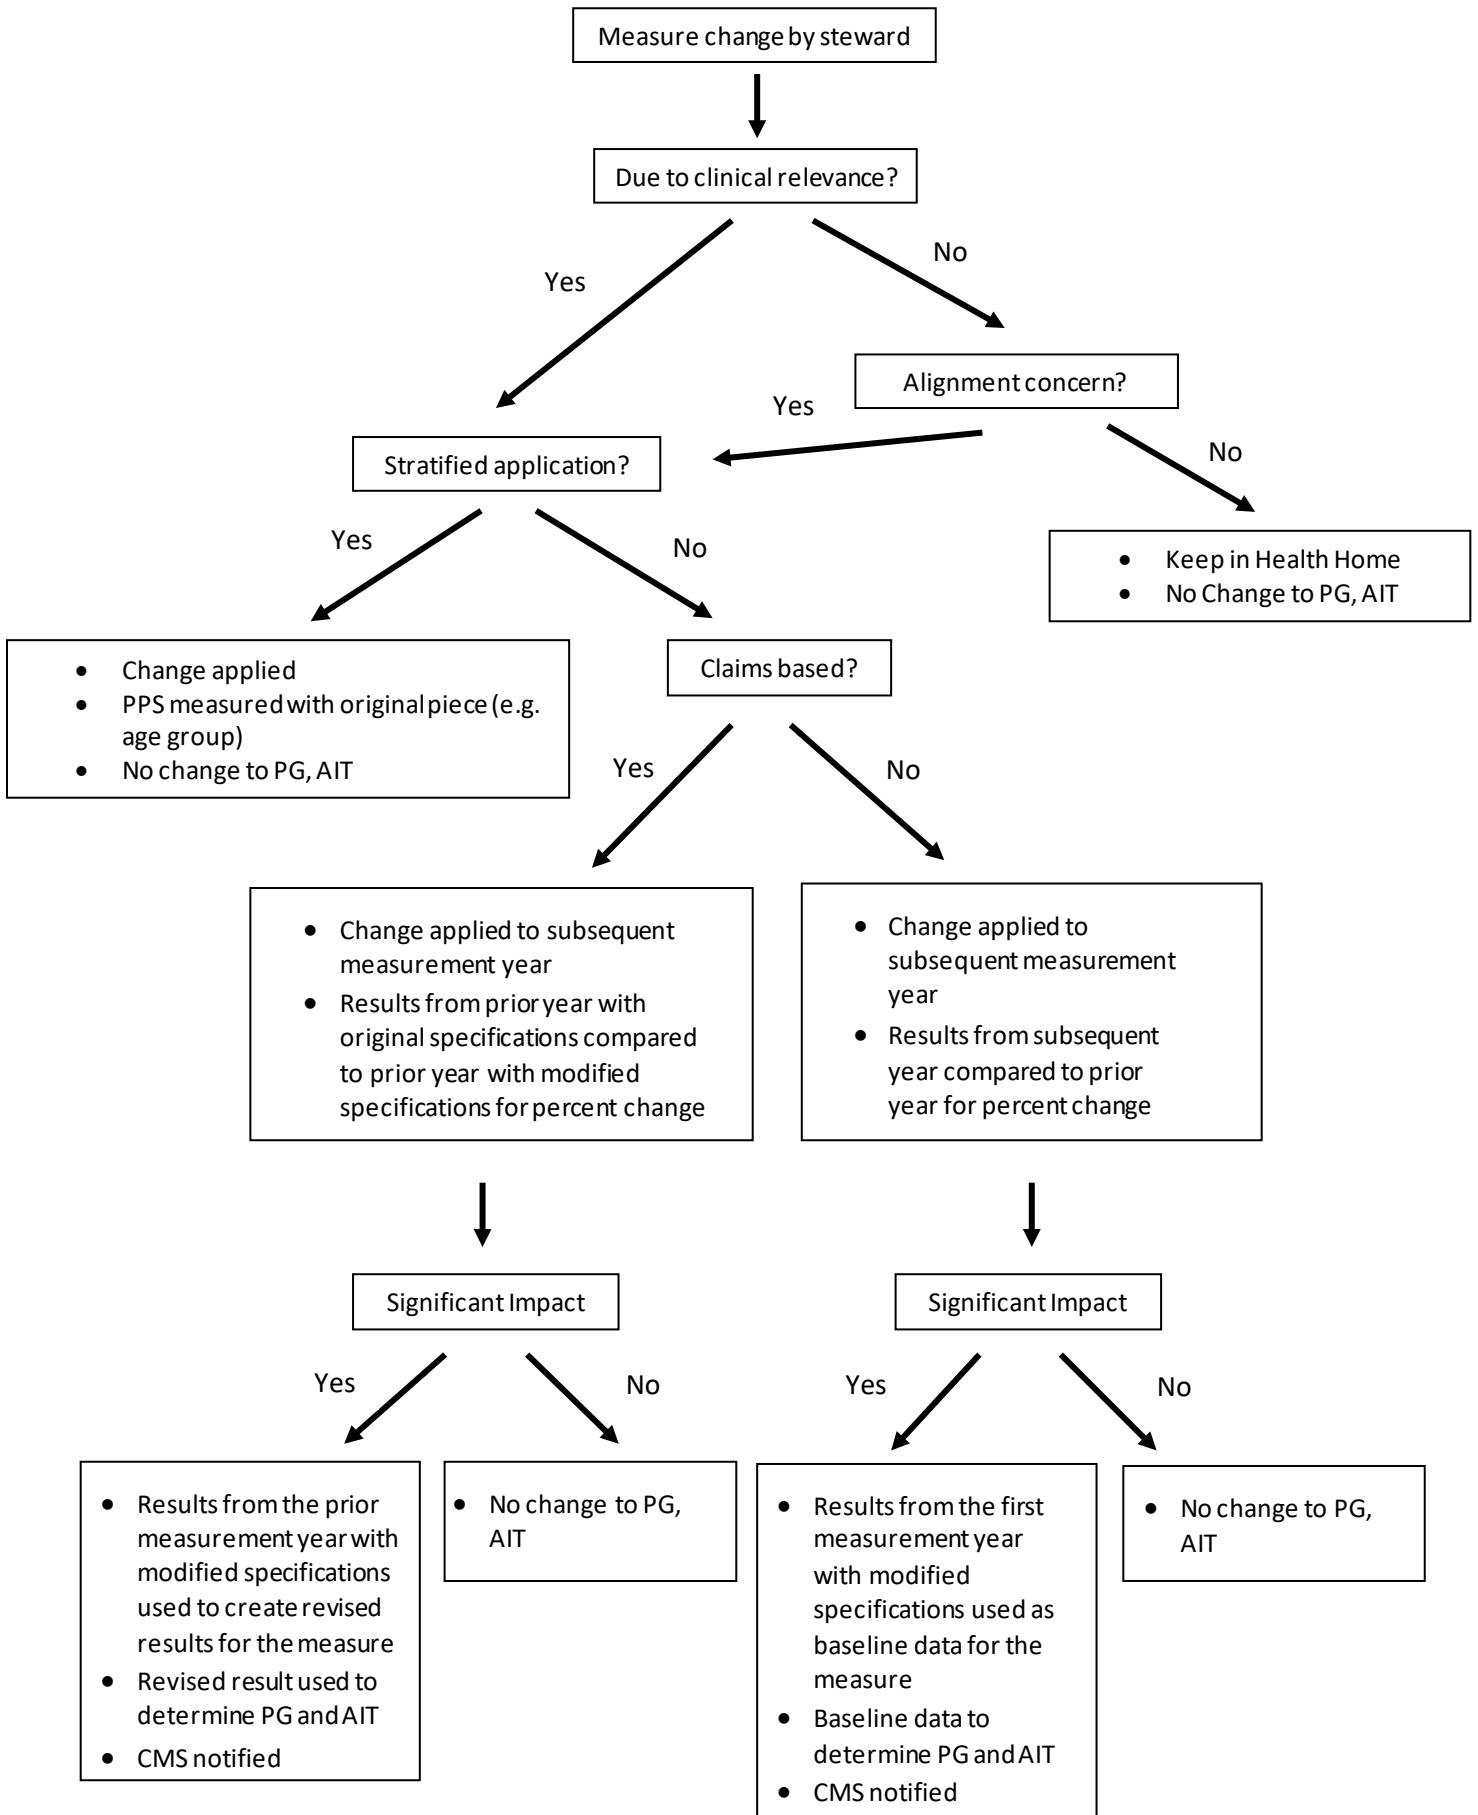 Measure change by steward
Due to clinical relevance?
Yes
No
Alignment concern?
Yes
No
Stratified application?
Yes
No
• Keep in Health Home
• No Change to PG, AIT
• Change applied
• PPS measured with original piece (e.g.
age group)
• No change to PG, AIT
Claims based?
Yes
No
• Change applied to subsequent
measurement year
• Results from prior year with
original specifications compared
to prior year with modified
specifications for percent change
• Change applied to
subsequent measurement
year
• Results from subsequent
year compared to prior
year for percent change
Significant Impact
Significant Impact
Yes
No
Yes
No
• Results from the prior
measurement year with
modified specifications
used to create revised
results for the measure
• Revised result used to
determine PG and AIT
• CMS notified
• No change to PG,
AIT
• Results from the first
measurement year
with modified
specifications used as
baseline data for the
measure
• Baseline data to
determine PG and AIT
• CMS notified
• No change to PG,
AIT